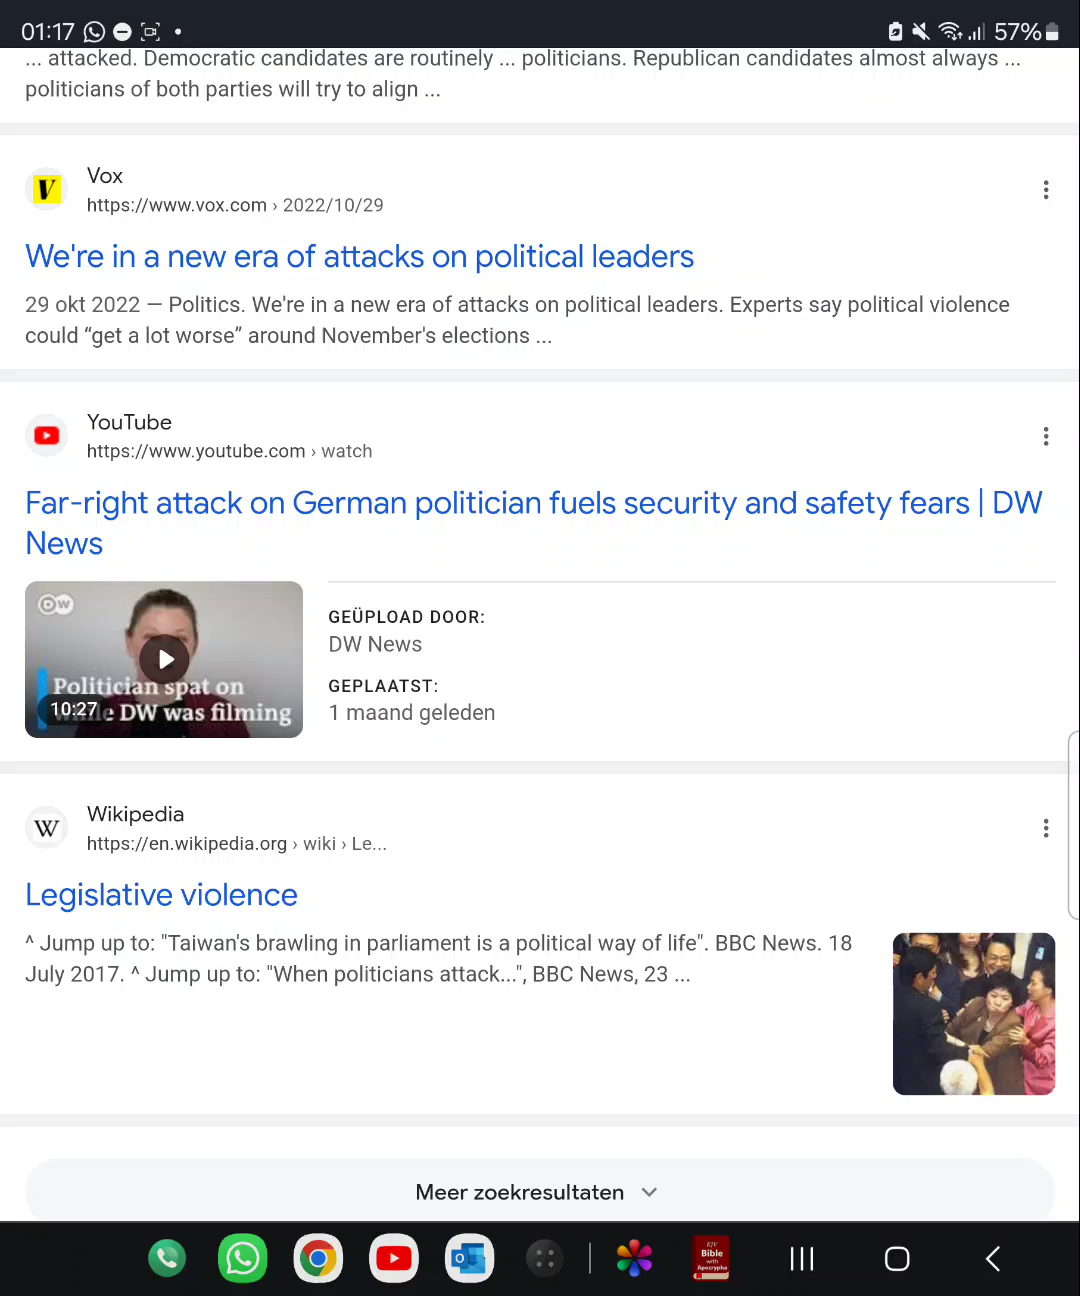 01:17 57%
... attacked. Democratic candidates are routinely ... politicians. Republican candidates almost always ...
politicians of both parties will try to align ...
V
Vox
https://www.vox.com › 2022/10/29
We're in a new era of attacks on political leaders
29 okt 2022 — Politics. We're in a new era of attacks on political leaders. Experts say political violence
could “get a lot worse” around November's elections ...
YouTube
https://www.youtube.com › watch
Far-right attack on German politician fuels security and safety fears | DW
News
DW
Politician spat on
10:27
DW was filming
GEÜPLOAD DOOR:
DW News
GEPLAATST:
1 maand geleden
W
Wikipedia
https://en.wikipedia.org › wiki › Le...
Legislative violence
^ Jump up to: "Taiwan's brawling in parliament is a political way of life". BBC News. 18
July 2017. ^ Jump up to: "When politicians attack...", BBC News, 23 ...
Meer zoekresultaten
KJV
Bible
with
Apocrypha